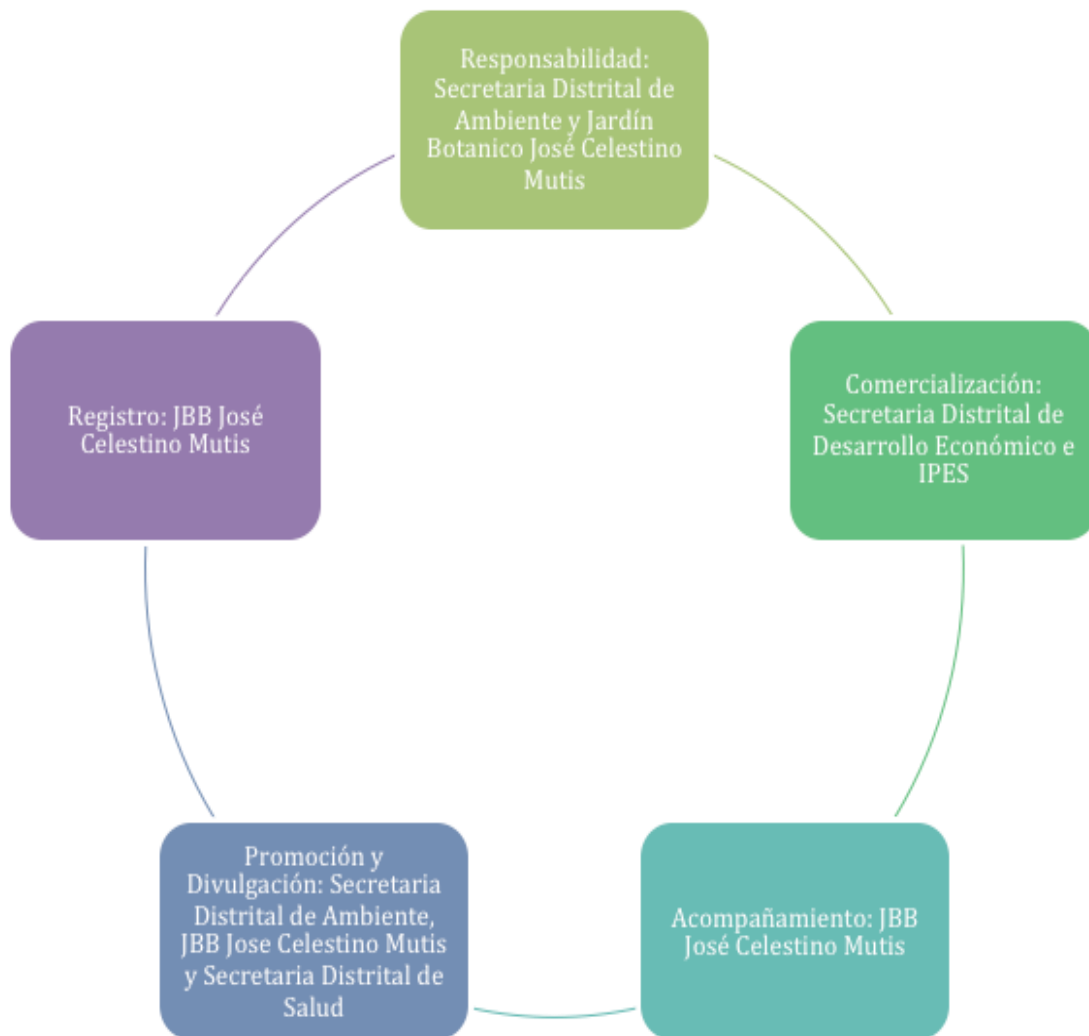 Responsabilidad:
Secretaria Distrital de
Ambiente y Jardín
Botanico José Celestino
Mutis
Comercialización:
Secretaria Distrital de
Desarrollo Económico e
IPES
Acompañamiento: JBB
José Celestino Mutis
Promoción y
Divulgación: Secretaria
Distrital de Ambiente,
JBB Jose Celestino Mutis
y Secretaria Distrital de
Salud
Registro: JBB José
Celestino Mutis